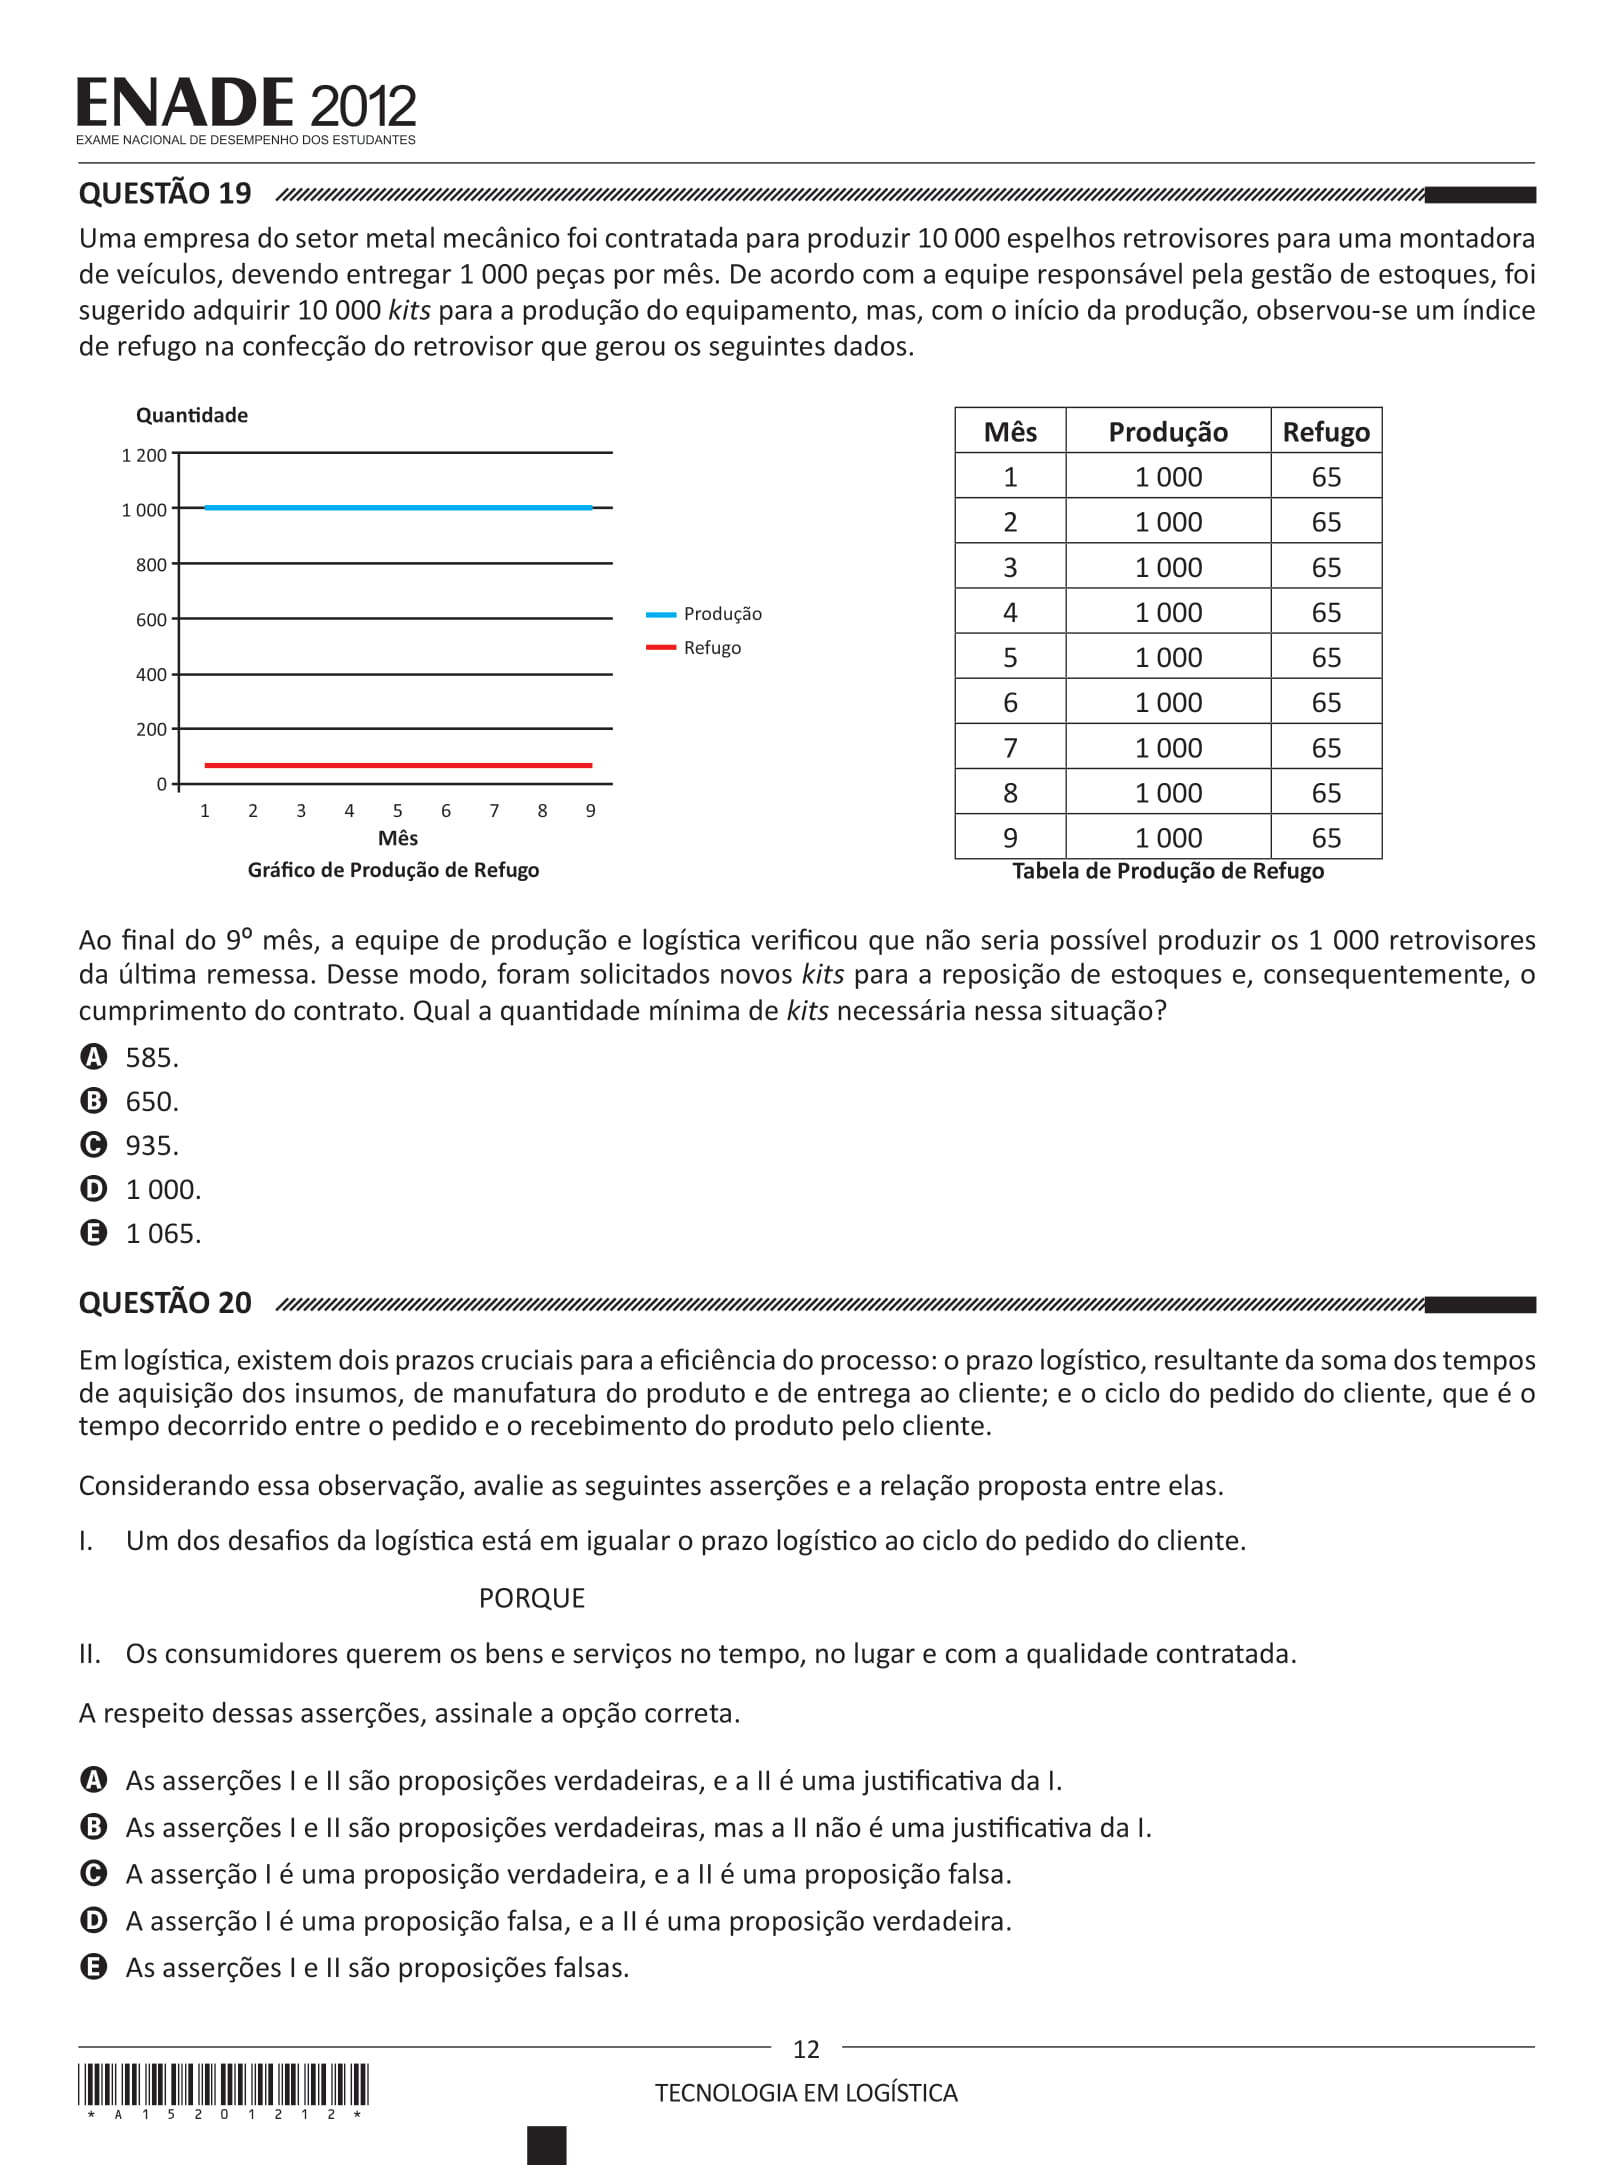 ENADE 2012
EXAME NACIONAL DE DESEMPENHO DOS ESTUDANTES
QUESTÃO 19
Uma empresa do setor metal mecânico foi contratada para produzir 10 000 espelhos retrovisores para uma montadora
de veículos, devendo entregar 1 000 peças por mês. De acordo com a equipe responsável pela gestão de estoques, foi
sugerido adquirir 10 000 kits para a produção do equipamento, mas, com o início da produção, observou-se um índice
de refugo na confecção do retrovisor que gerou os seguintes dados.
Quantidade
1 200
1 000
800
600
400
200
0
1 2 3 4 5 6 7 8 9
Mês
Produção
Refugo
Gráfico de Produção de Refugo
Mês Produção Refugo
1 1 000 65
2 1 000 65
3 1 000 65
4 1 000 65
5 1 000 65
6 1 000 65
7 1 000 65
8 1 000 65
9 1 000 65
Tabela de Produção de Refugo
Ao final do 9º mês, a equipe de produção e logística verificou que não seria possível produzir os 1 000 retrovisores
da última remessa. Desse modo, foram solicitados novos kits para a reposição de estoques e, consequentemente, o
cumprimento do contrato. Qual a quantidade mínima de kits necessária nessa situação?
A 585.
B 650.
C 935.
D 1 000.
E 1 065.
QUESTÃO 20
Em logística, existem dois prazos cruciais para a eficiência do processo: o prazo logístico, resultante da soma dos tempos
de aquisição dos insumos, de manufatura do produto e de entrega ao cliente; e o ciclo do pedido do cliente, que é o
tempo decorrido entre o pedido e o recebimento do produto pelo cliente.
Considerando essa observação, avalie as seguintes asserções e a relação proposta entre elas.
I. Um dos desafios da logística está em igualar o prazo logístico ao ciclo do pedido do cliente.
PORQUE
II. Os consumidores querem os bens e serviços no tempo, no lugar e com a qualidade contratada.
A respeito dessas asserções, assinale a opção correta.
A As asserções I e II são proposições verdadeiras, e a II é uma justificativa da I.
B As asserções I e II são proposições verdadeiras, mas a II não é uma justificativa da I.
C A asserção I é uma proposição verdadeira, e a II é uma proposição falsa.
D A asserção I é uma proposição falsa, e a II é uma proposição verdadeira.
E As asserções I e II são proposições falsas.
12
TECNOLOGIA EM LOGÍSTICA
* A 1 5 2 0 1 2 1 2 *